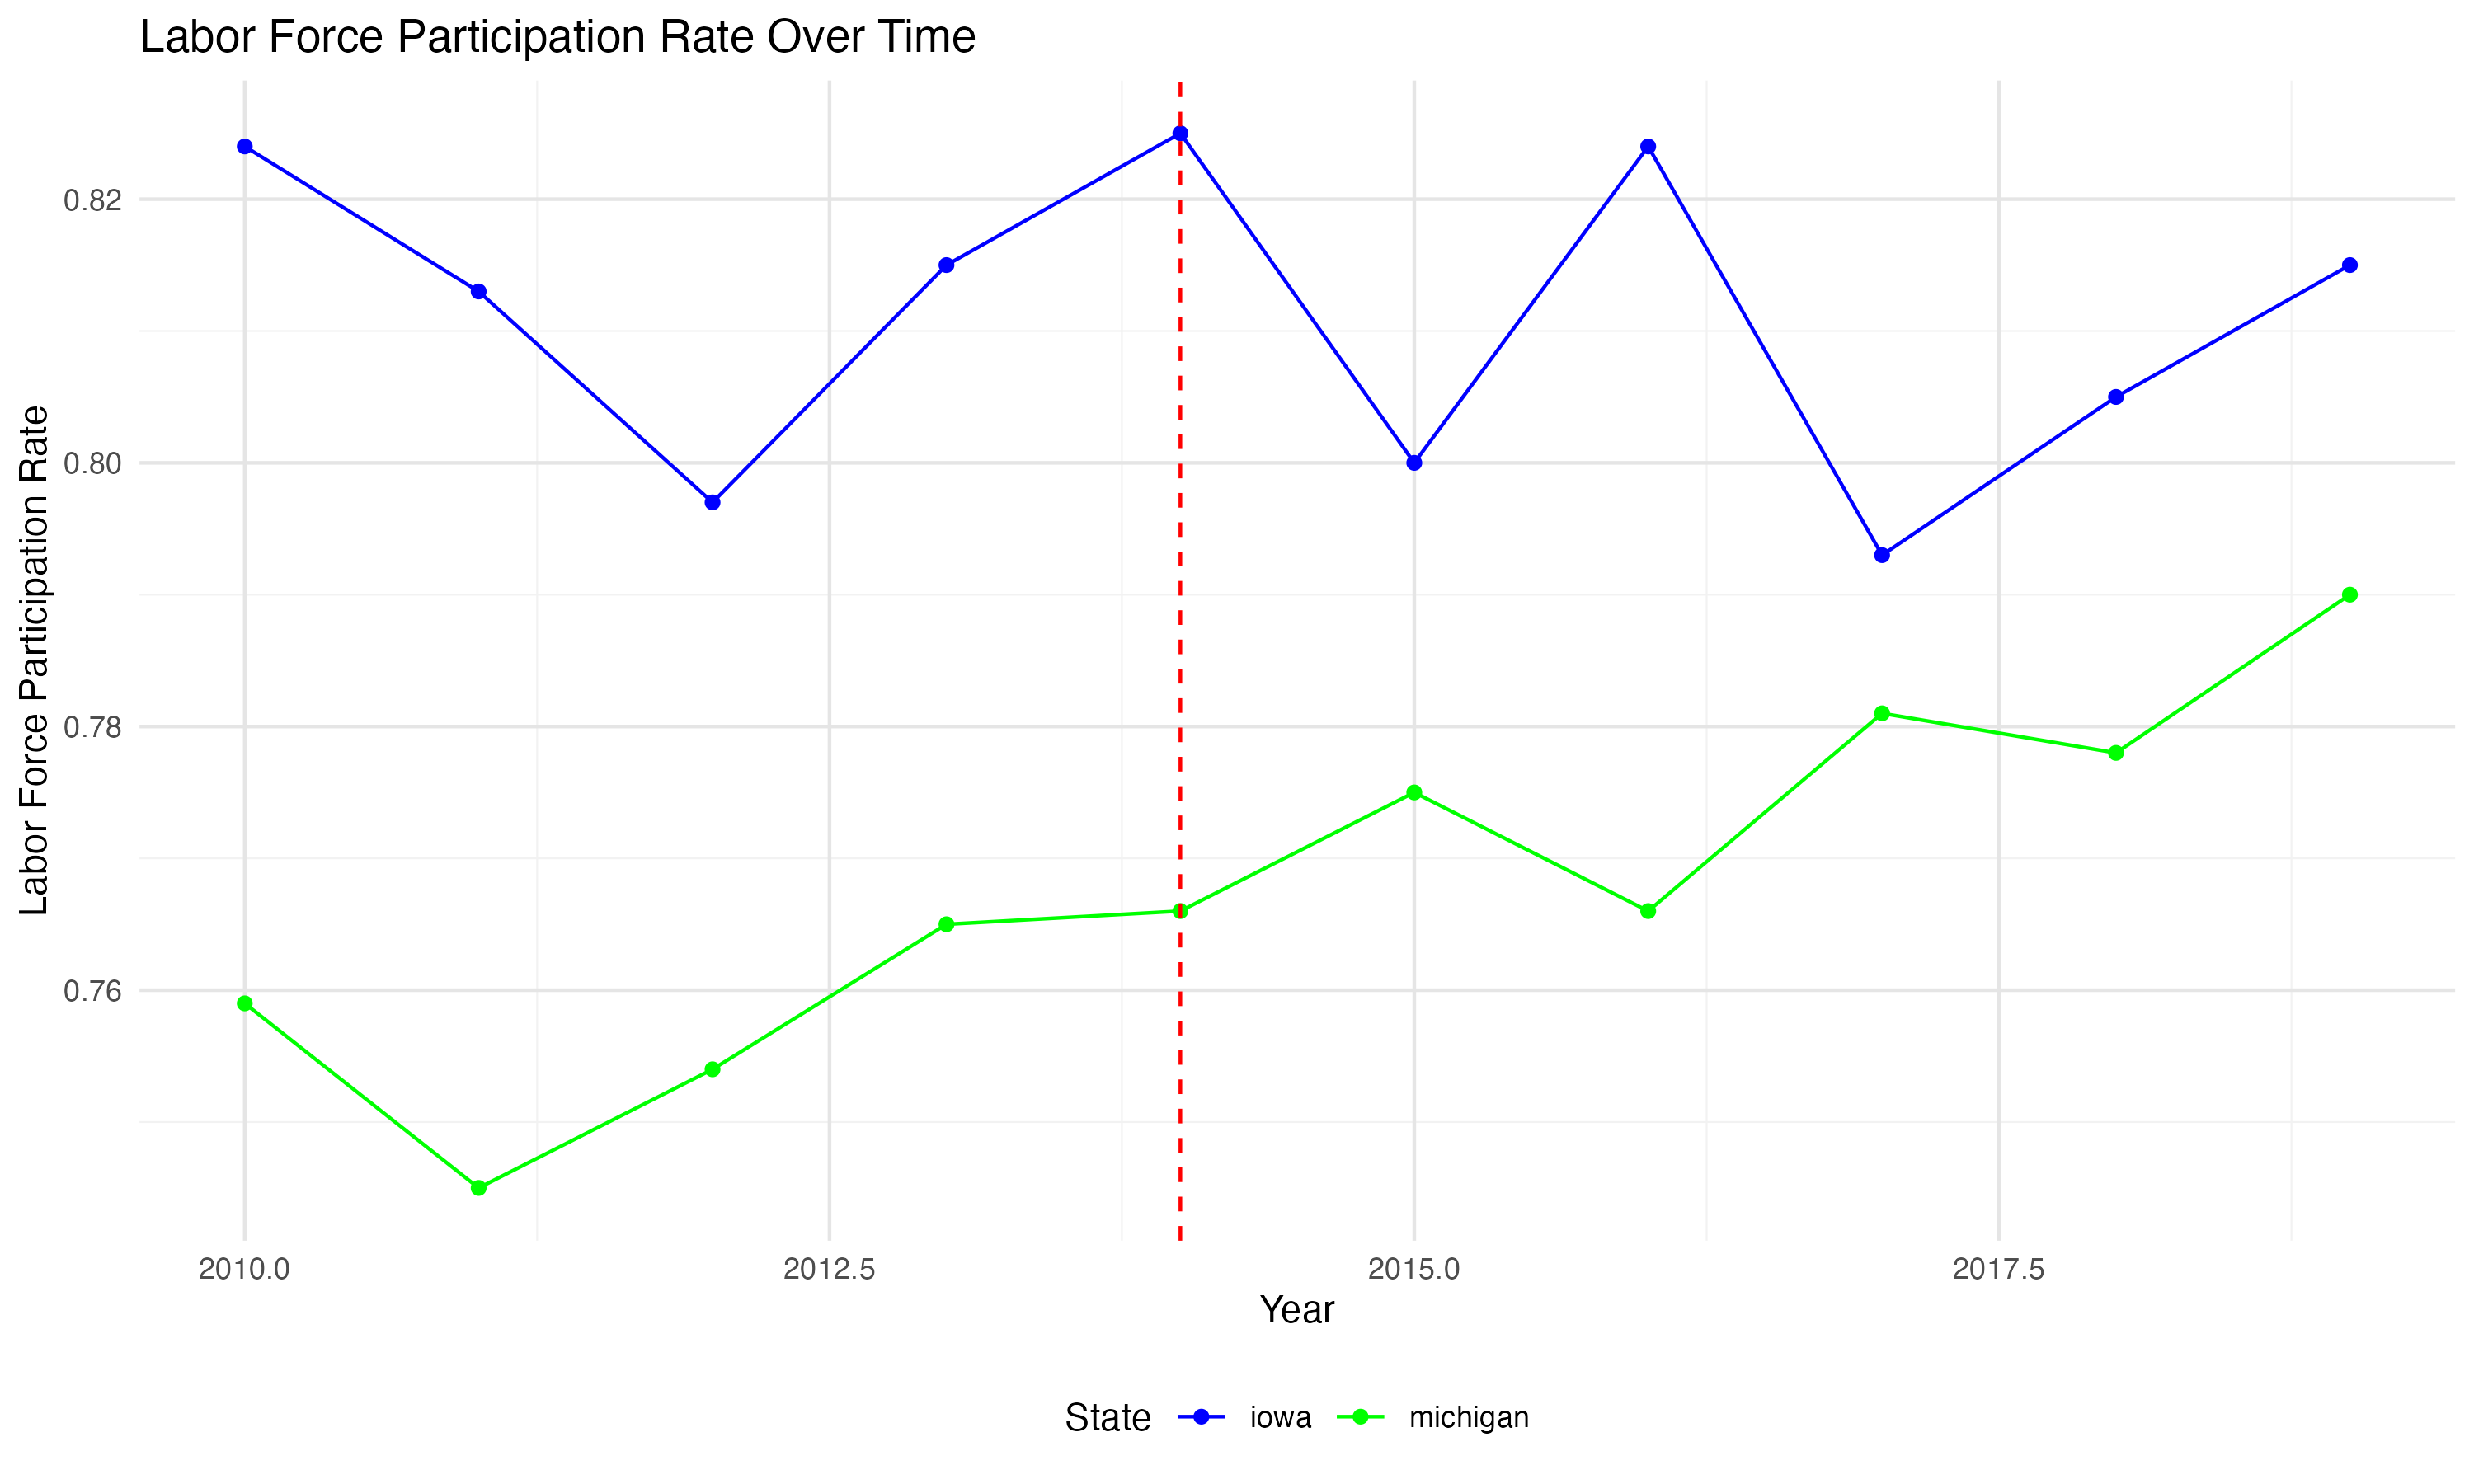 Labor Force Participation Rate Over Time
Labor Force Participation Rate
0.82
0.80
0.78
0.76
2010.0 2012.5 2015.0 2017.5
Year
State iowa michigan